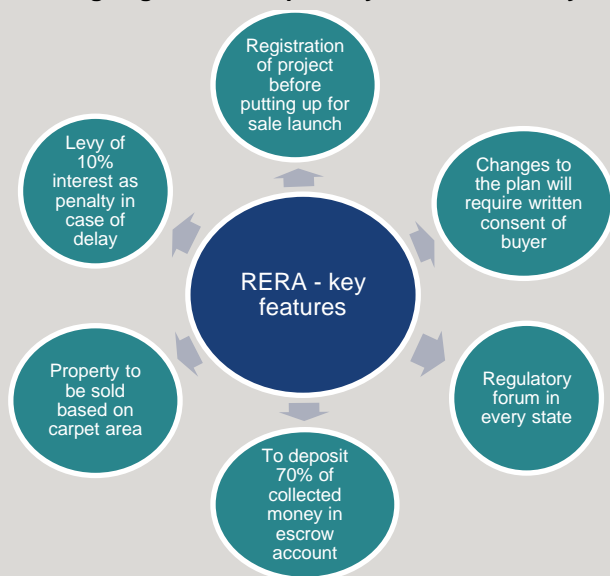 Registration
of project
before
putting up for
sale launch
Levy of
10%
interest as
penalty in
case of
delay
Changes to
the plan will
require written
consent of
buyer
RERA - key
features
Property to
be sold
based on
carpet area
Regulatory
forum in
every state
To deposit
70% of
collected
money in
escrow
account